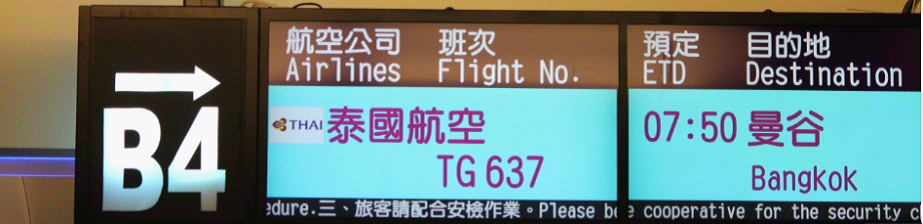 B4
航空公司 班次
Airlines Flight No.
THAI 泰國航空
TG 637
預定 目的地
ETD Destination
07:50 曼谷
Bangkok
edure.三、旅客請配合安檢作業。Please be cooperative for the security c